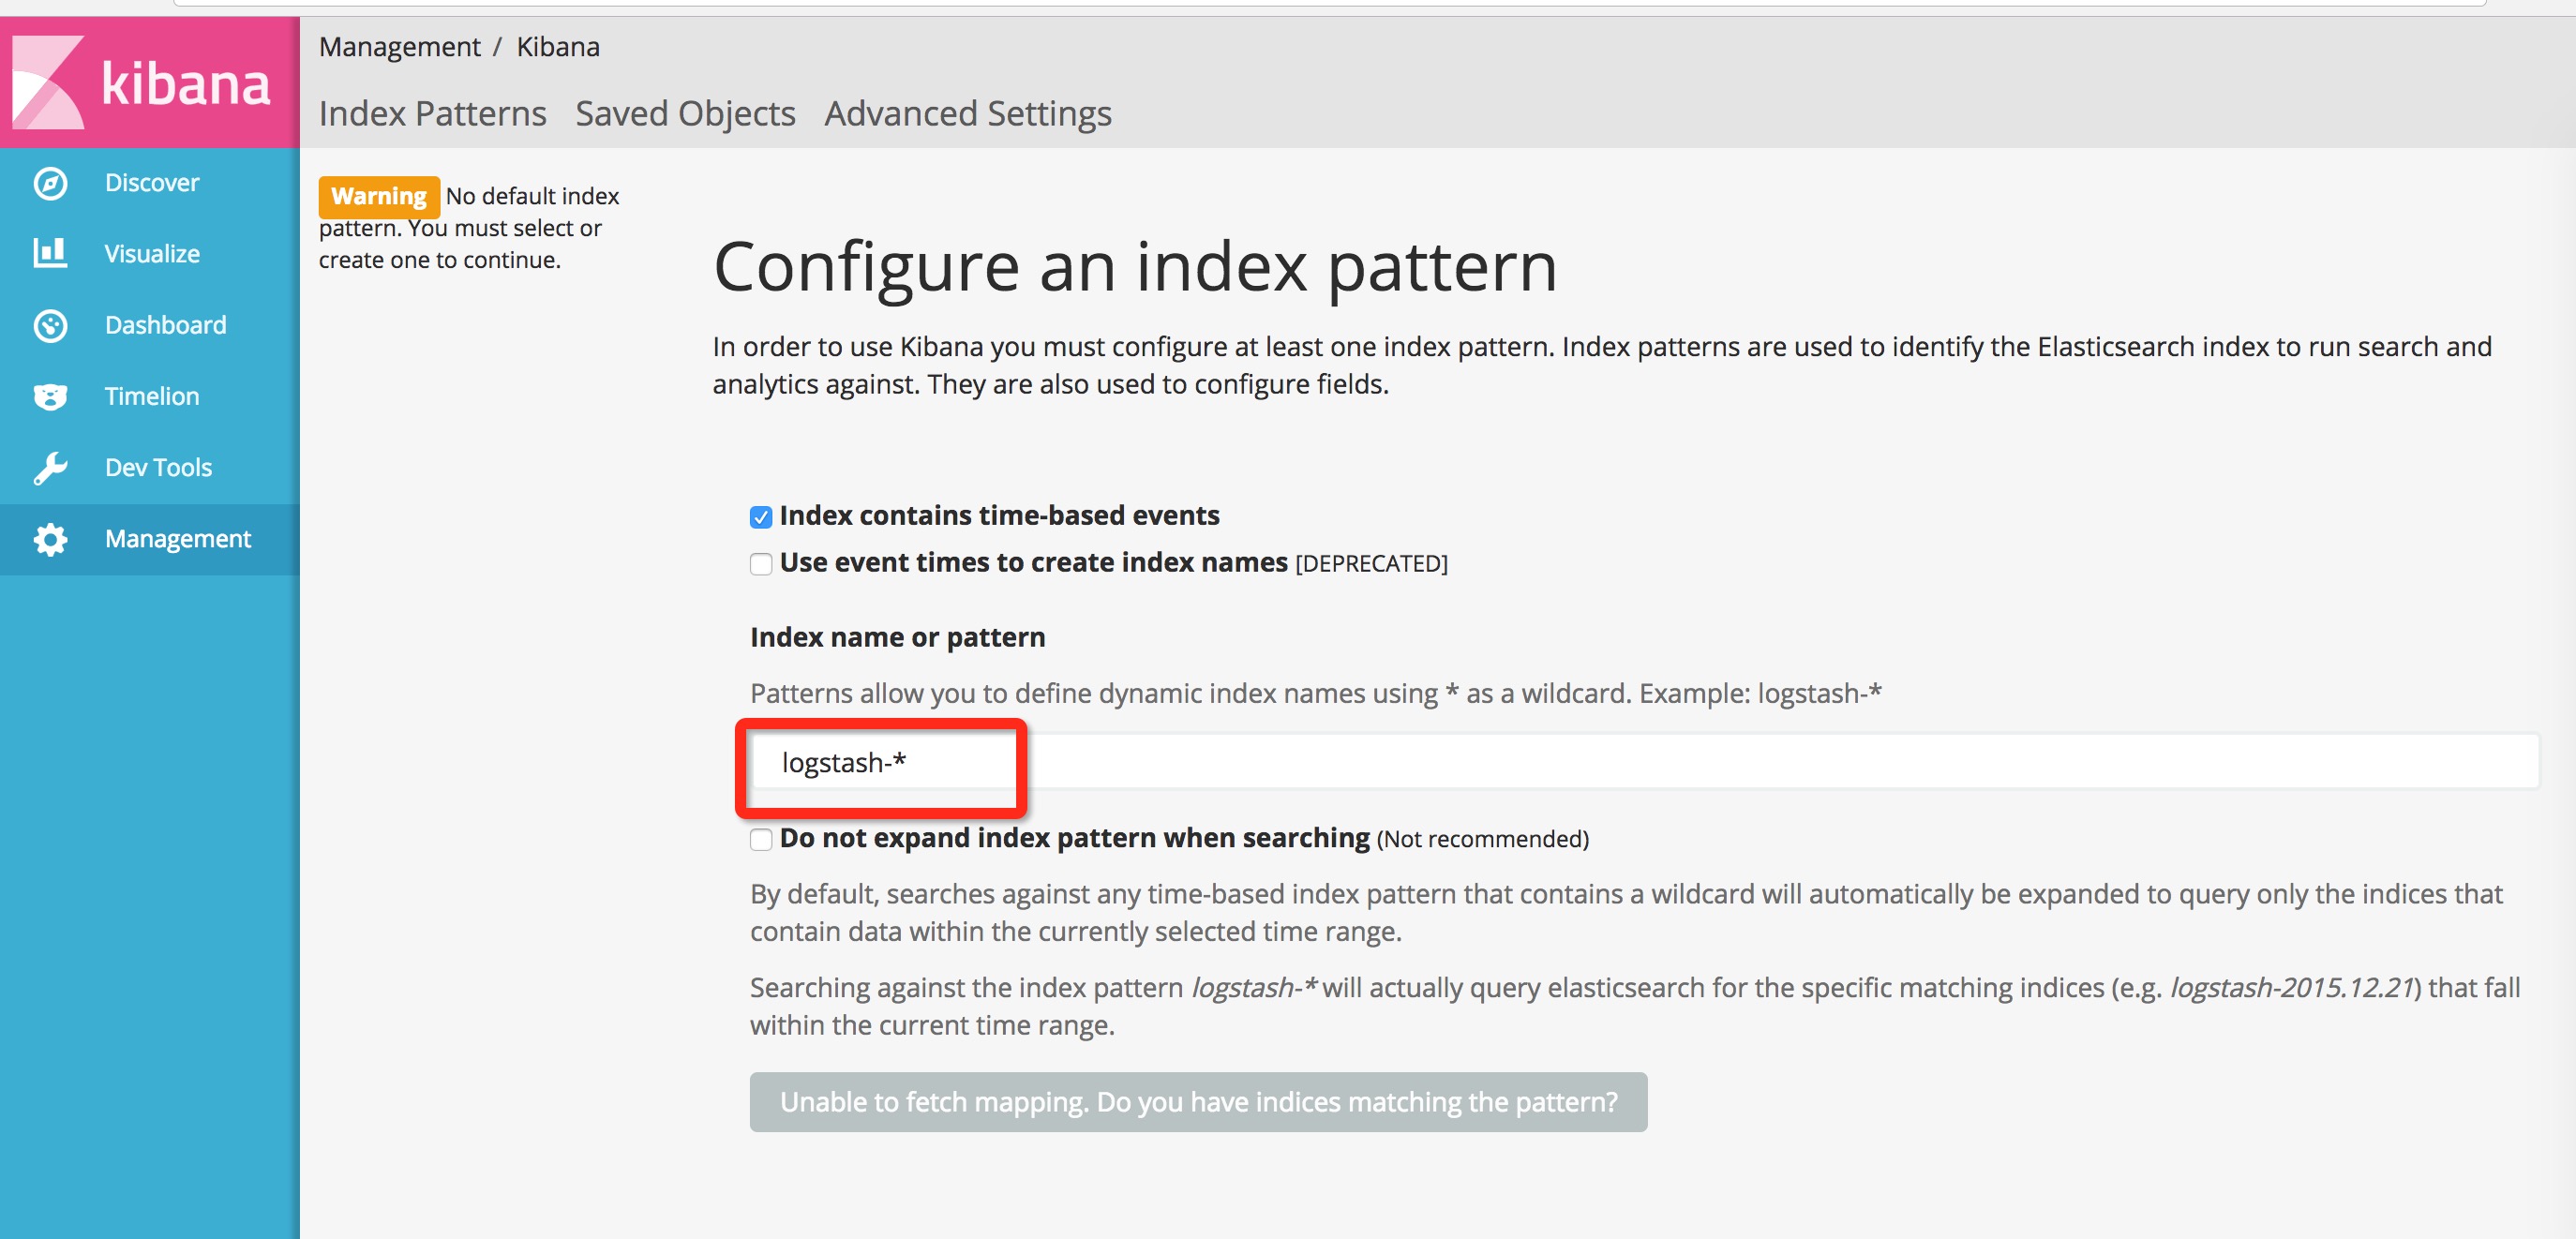 kibana
Management / Kibana
Index Patterns Saved Objects Advanced Settings
Discover
Visualize
Dashboard
Timelion
Dev Tools
Management
Warning No default index
pattern. You must select or
create one to continue.
Configure an index pattern
In order to use Kibana you must configure at least one index pattern. Index patterns are used to identify the Elasticsearch index to run search and
analytics against. They are also used to configure fields.
Index contains time-based events
Use event times to create index names [DEPRECATED]
Index name or pattern
Patterns allow you to define dynamic index names using * as a wildcard. Example: logstash-*
logstash-*
Do not expand index pattern when searching (Not recommended)
By default, searches against any time-based index pattern that contains a wildcard will automatically be expanded to query only the indices that
contain data within the currently selected time range.
Searching against the index pattern logstash-* will actually query elasticsearch for the specific matching indices (e.g. logstash-2015.12.21) that fall
within the current time range.
Unable to fetch mapping. Do you have indices matching the pattern?